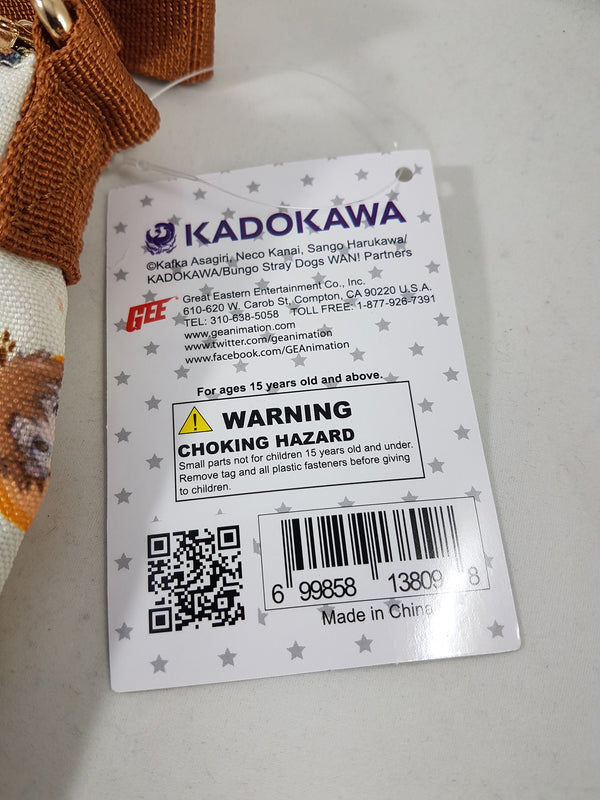 KADOKAWA
©Kafka Asagiri, Neco Kanai, Sango Harukawa/
KADOKAWA/Bungo Stray Dogs WAN! Partners
GEE
Great Eastern Entertainment Co., Inc.
610-620 W. Carob St, Compton, CA 90220 U.S.A.
TEL: 310-638-5058 TOLL FREE: 1-877-926-7391
www.geanimation.com
www.twitter.com/geanimation
www.facebook.com/GEAnimation
For ages 15 years old and above.
WARNING
CHOKING HAZARD
Small parts not for children 15 years old and under.
Remove tag and all plastic fasteners before giving
to children.
6 99858 13809 8
Made in China